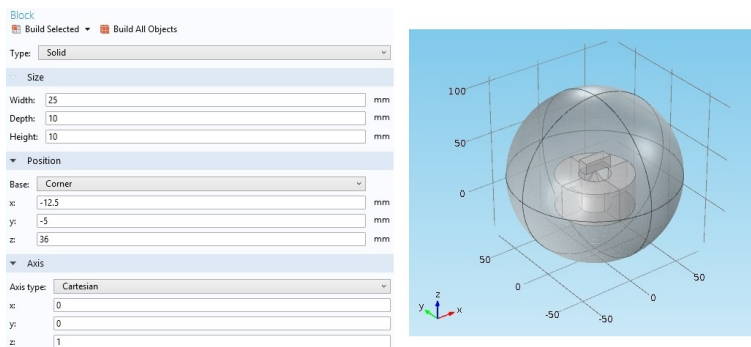 Block
Build Selected Build All Objects
Type: Solid
Size
Width: 25 mm
Depth: 10 mm
Height: 10 mm
Position
Base: Corner
x: -12.5 mm
y: -5 mm
z: 36 mm
Axis
Axis type: Cartesian
x: 0
y: 0
z: 1
100
50
0
50
0
-50
-50
0
50
z
y
x